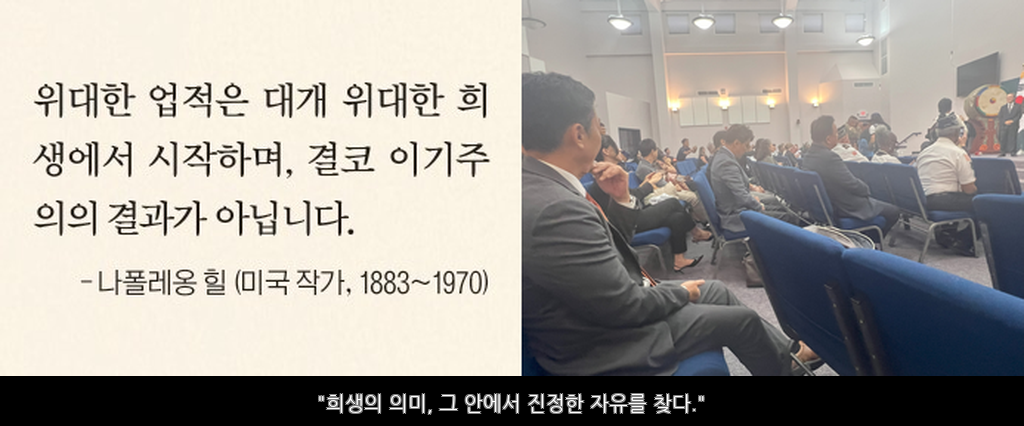 위대한 업적은 대개 위대한 희
생에서 시작하며, 결코 이기주
의의 결과가 아닙니다.
- 나폴레옹 힐 (미국 작가, 1883~1970)
"희생의 의미, 그 안에서 진정한 자유를 찾다."